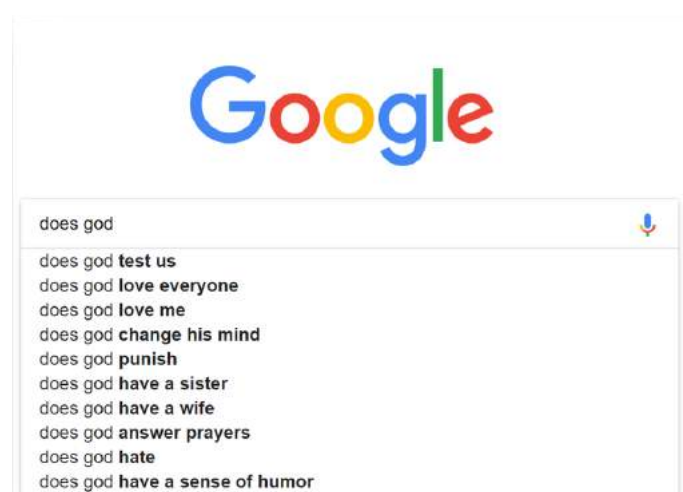 Google
does god
does god test us
does god love everyone
does god love me
does god change his mind
does god punish
does god have a sister
does god have a wife
does god answer prayers
does god hate
does god have a sense of humor